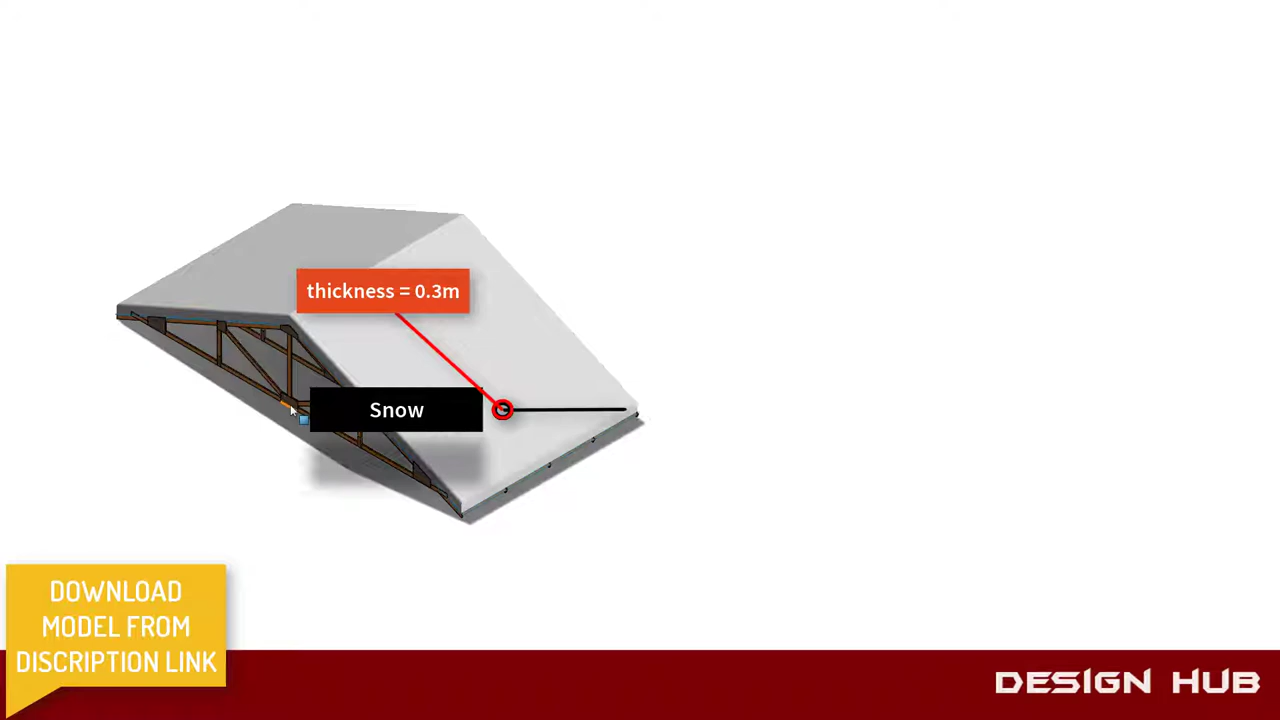 thickness = 0.3m
Snow
DOWNLOAD
MODEL FROM
DISCRIPTION LINK
DESIGN HUB